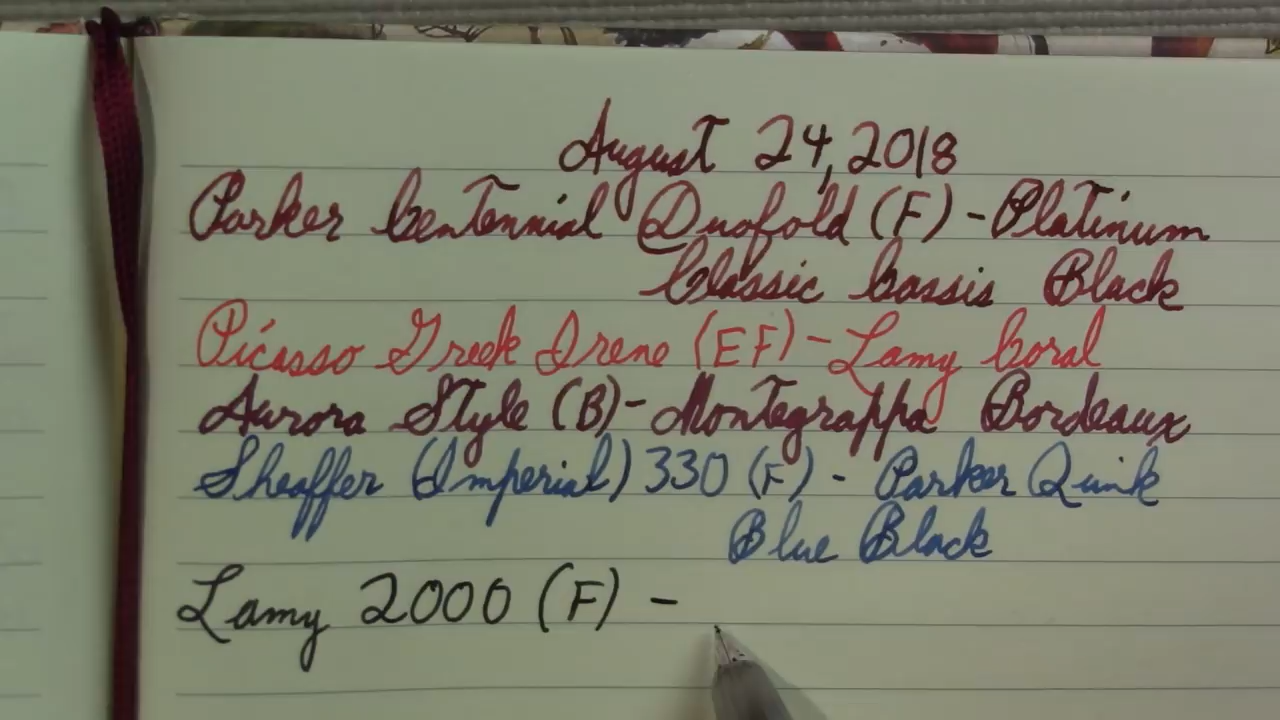 August 24, 2018
Parker Centennial Duofold (F) - Platinum
Classic Cassis Black
Picasso Greek Irene (EF) - Lamy Coral
Aurora Style (B) - Montegrappa Bordeaux
Sheaffer (Imperial) 330 (F) - Parker Quink
Blue Black
Lamy 2000 (F) -